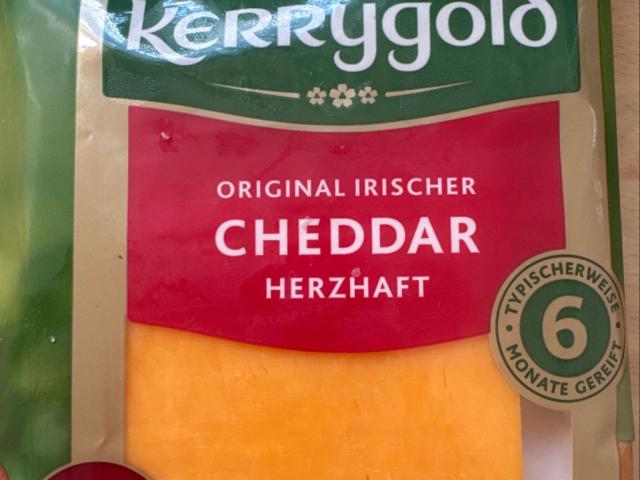 Kerrygold
ORIGINAL IRISCHER
CHEDDAR
HERZHAFT
TYPISCHERWEISE
6
MONATE GEREIFT